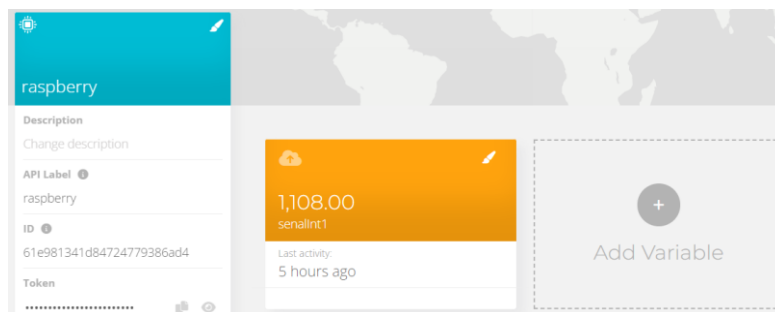 raspberry
Description
Change description
API Label
raspberry
ID
61e981341d84724779386ad4
Token
........................
1,108.00
senalInt1
Last activity:
5 hours ago
+
Add Variable